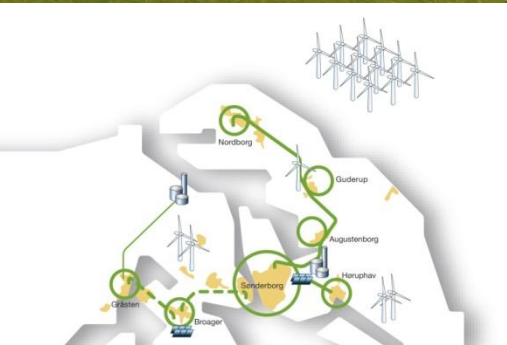 Nordborg
Guderup
Augustenborg
Sønderborg
Høruphav
Gråsten
Broager